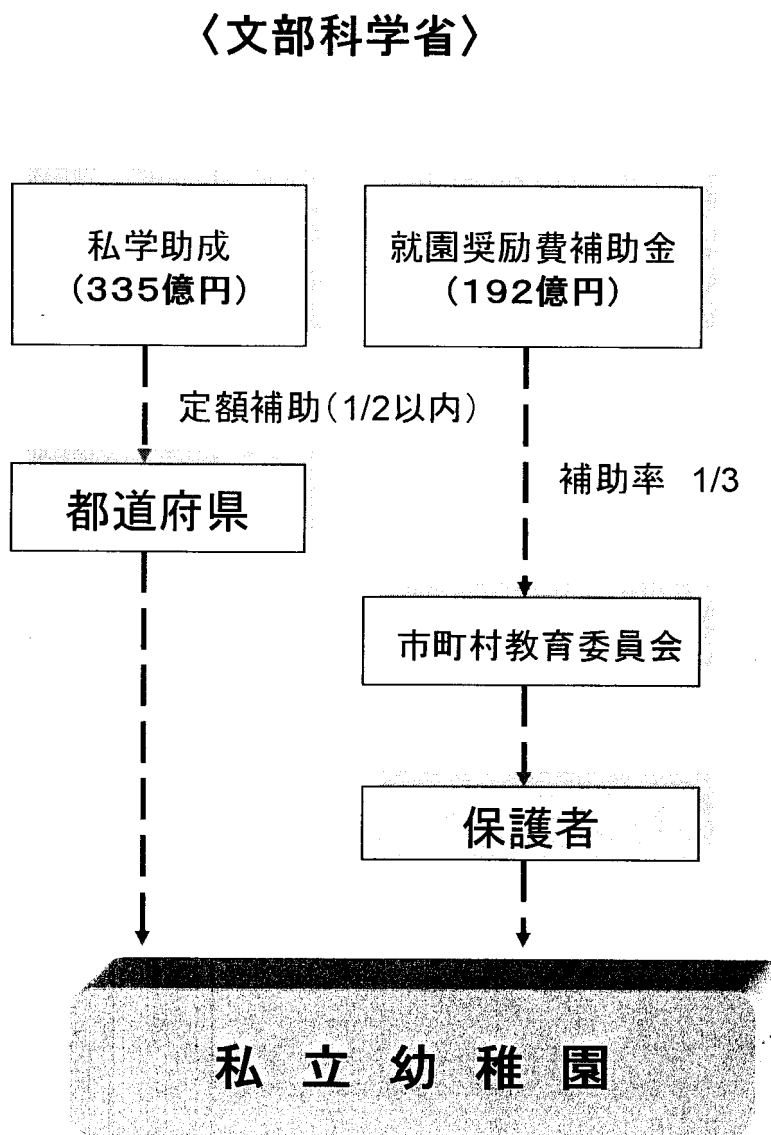 〈文部科学省〉
私学助成
(335億円)
就園奨励費補助金
(192億円)
定額補助(1/2以内)
補助率 1/3
都道府県
市町村教育委員会
保護者
私立幼稚園